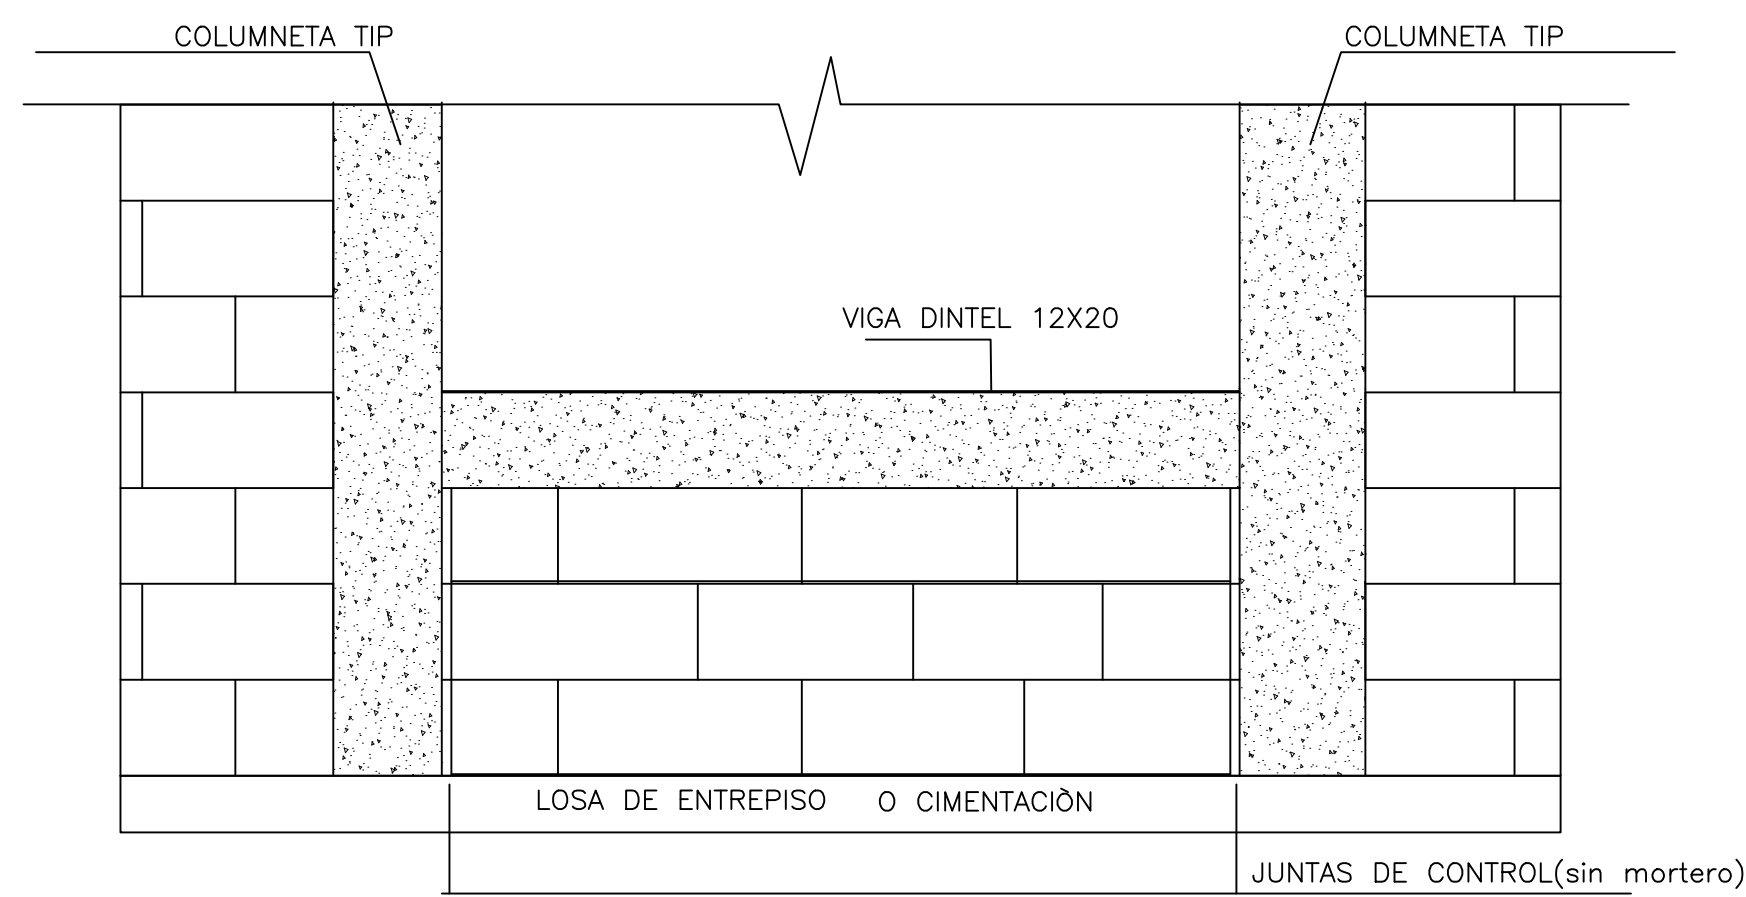 COLUMNETA TIP
COLUMNETA TIP
VIGA DINTEL 12X20
LOSA DE ENTREPISO O CIMENTACIÒN
JUNTAS DE CONTROL(sin mortero)